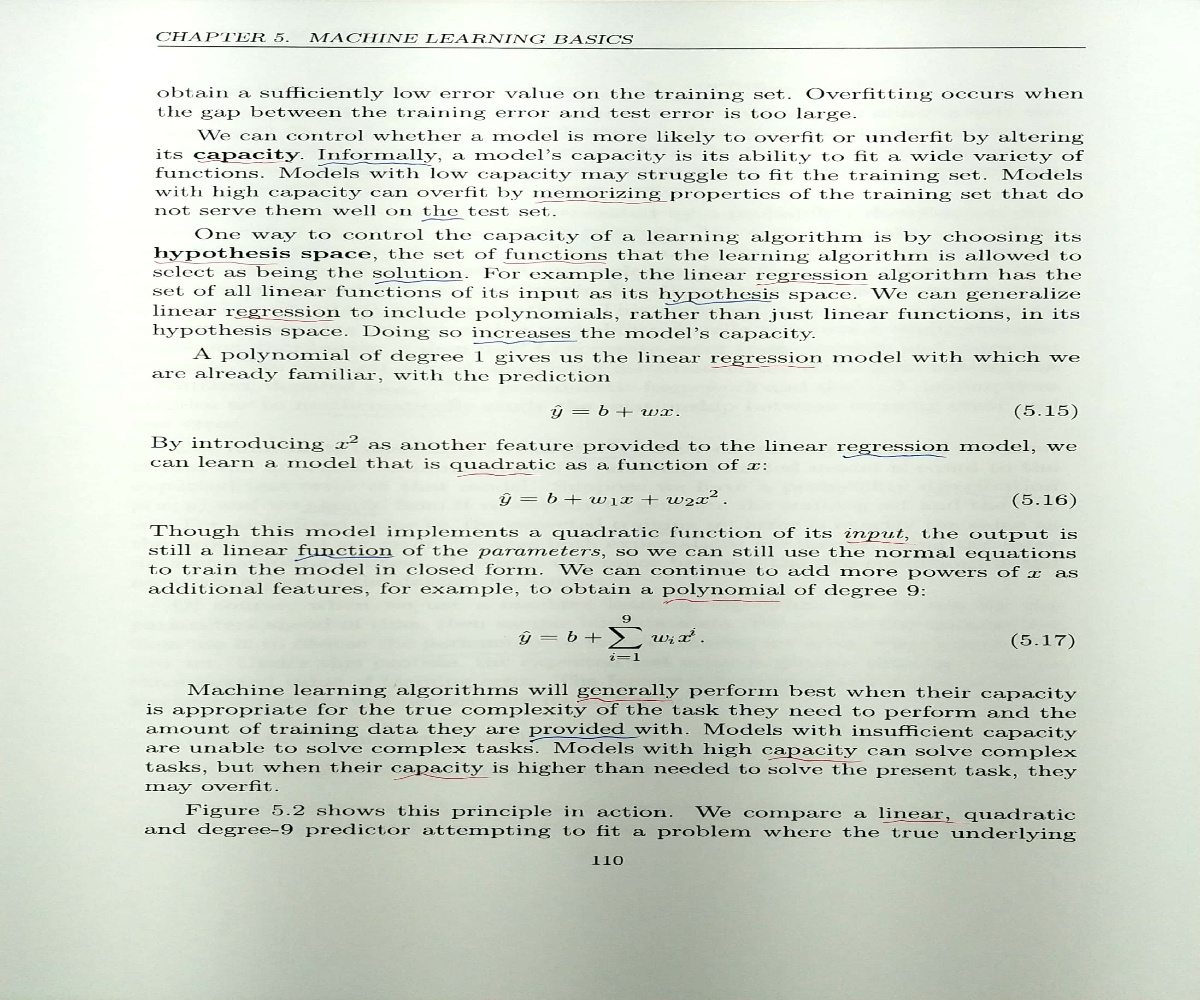 CHAPTER 5. MACHINE LEARNING BASICS
obtain a sufficiently low error value on the training set. Overfitting occurs when
the gap between the training error and test error is too large.
We can control whether a model is more likely to overfit or underfit by altering
its capacity. Informally, a model's capacity is its ability to fit a wide variety of
functions. Models with low capacity may struggle to fit the training set. Models
with high capacity can overfit by memorizing properties of the training set that do
not serve them well on the test set.
One way to control the capacity of a learning algorithm is by choosing its
hypothesis space, the set of functions that the learning algorithm is allowed to
select as being the solution. For example, the linear regression algorithm has the
set of all linear functions of its input as its hypothesis space. We can generalize
linear regression to include polynomials, rather than just linear functions, in its
hypothesis space. Doing so increases the model's capacity.
A polynomial of degree 1 gives us the linear regression model with which we
are already familiar, with the prediction
ŷ = b + wx. (5.15)
By introducing x² as another feature provided to the linear regression model, we
can learn a model that is quadratic as a function of x:
ŷ = b + w₁x + w₂x². (5.16)
Though this model implements a quadratic function of its input, the output is
still a linear function of the parameters, so we can still use the normal equations
to train the model in closed form. We can continue to add more powers of x as
additional features, for example, to obtain a polynomial of degree 9:
ŷ = b + ∑_{i=1}^{9} wᵢxⁱ. (5.17)
Machine learning algorithms will generally perform best when their capacity
is appropriate for the true complexity of the task they need to perform and the
amount of training data they are provided with. Models with insufficient capacity
are unable to solve complex tasks. Models with high capacity can solve complex
tasks, but when their capacity is higher than needed to solve the present task, they
may overfit.
Figure 5.2 shows this principle in action. We compare a linear, quadratic
and degree-9 predictor attempting to fit a problem where the true underlying
110